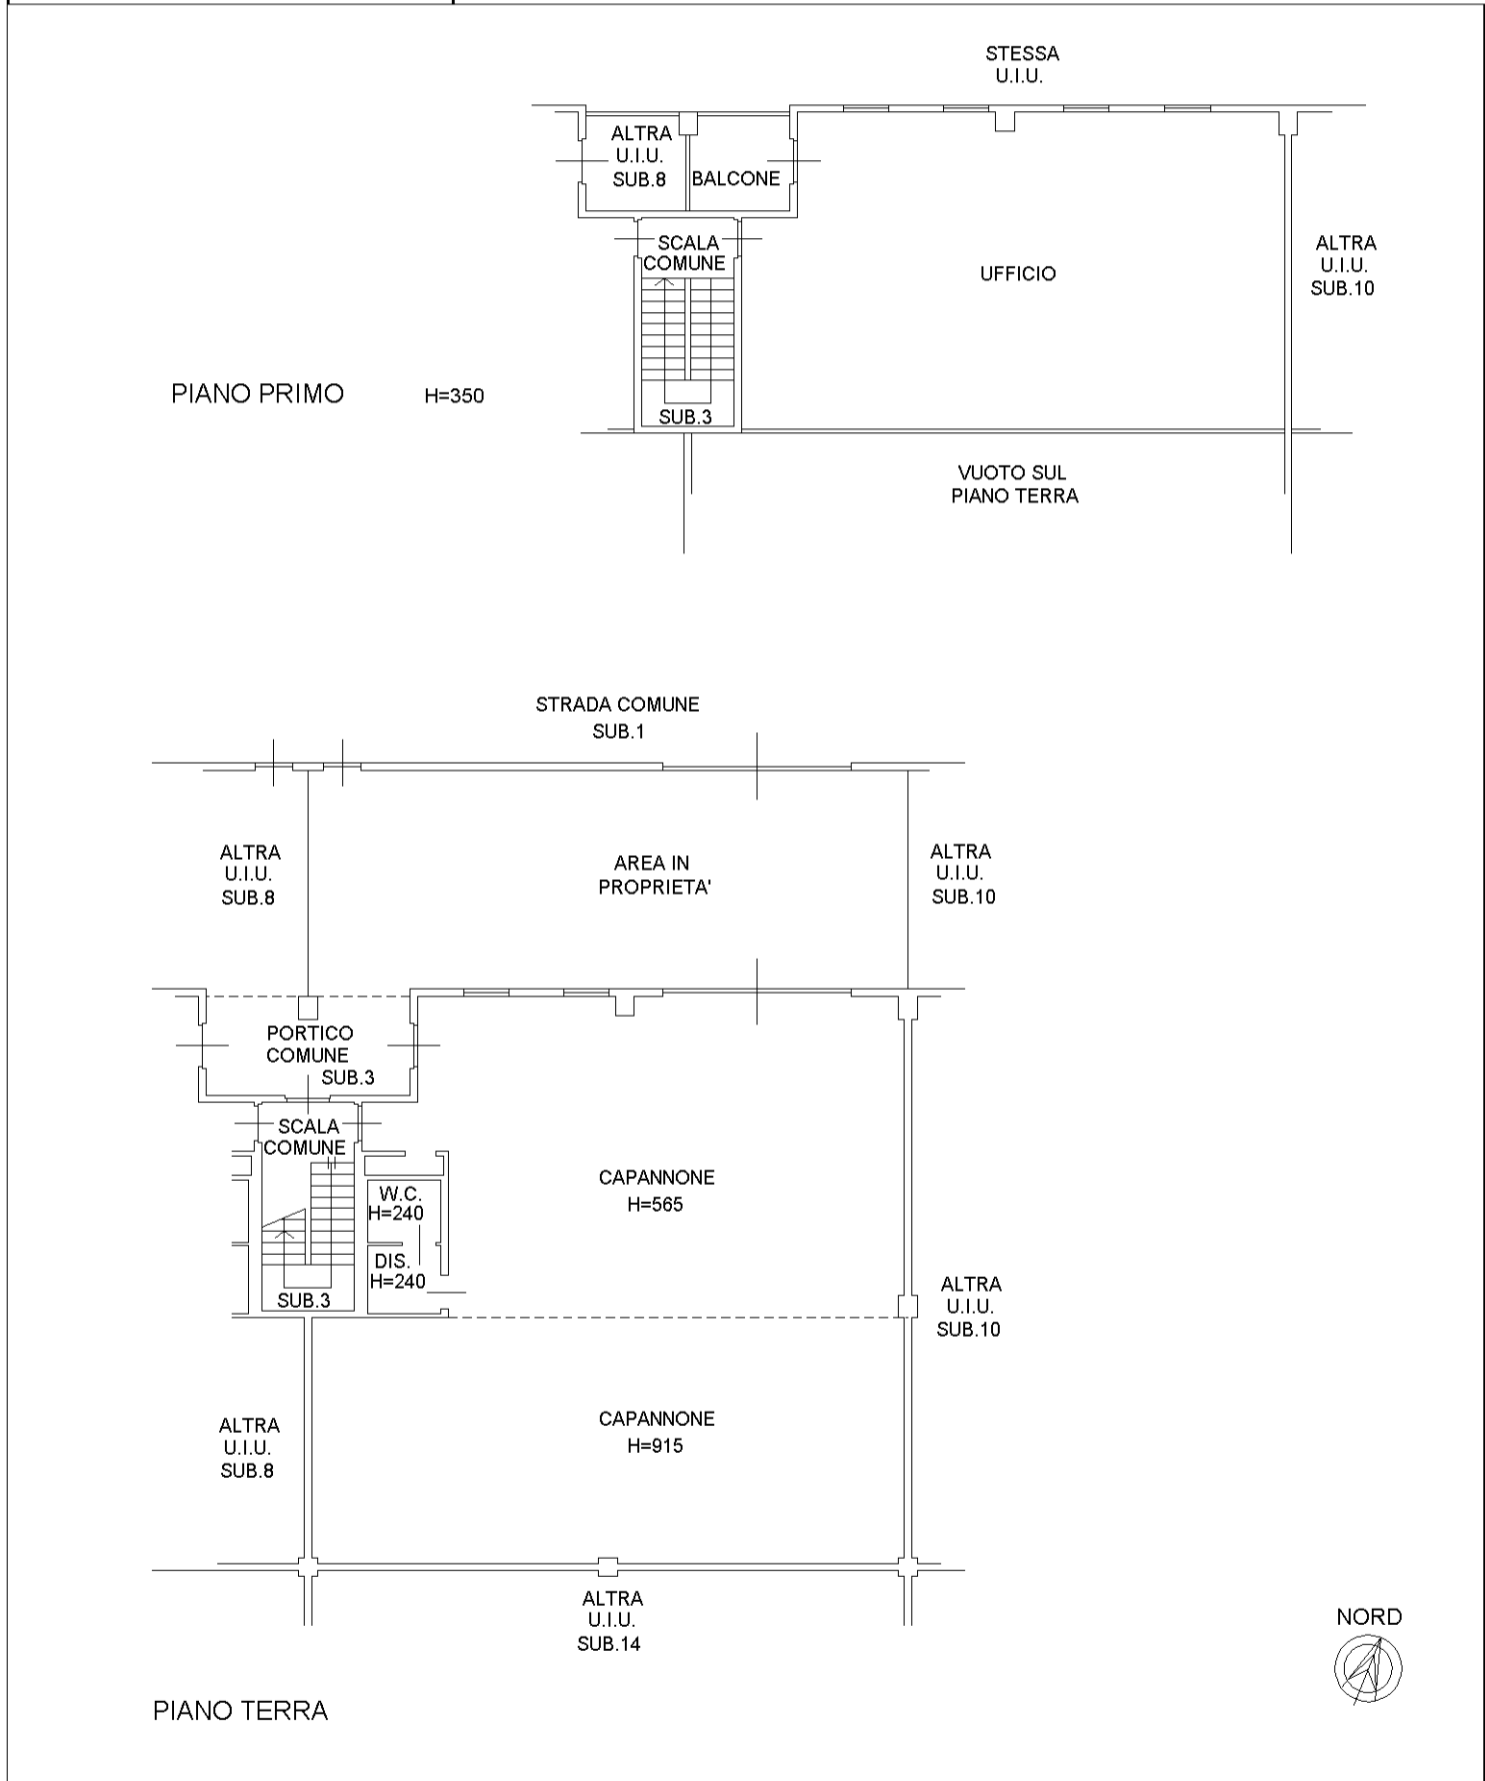 STESSA
U.I.U.
ALTRA
U.I.U.
SUB.8
BALCONE
SCALA
COMUNE
UFFICIO
ALTRA
U.I.U.
SUB.10
PIANO PRIMO H=350
SUB.3
VUOTO SUL
PIANO TERRA
STRADA COMUNE
SUB.1
ALTRA
U.I.U.
SUB.8
AREA IN
PROPRIETA'
ALTRA
U.I.U.
SUB.10
PORTICO
COMUNE
SUB.3
SCALA
COMUNE
W.C.
H=240
DIS.
H=240
SUB.3
CAPANNONE
H=565
ALTRA
U.I.U.
SUB.10
ALTRA
U.I.U.
SUB.8
CAPANNONE
H=915
ALTRA
U.I.U.
SUB.14
NORD
PIANO TERRA